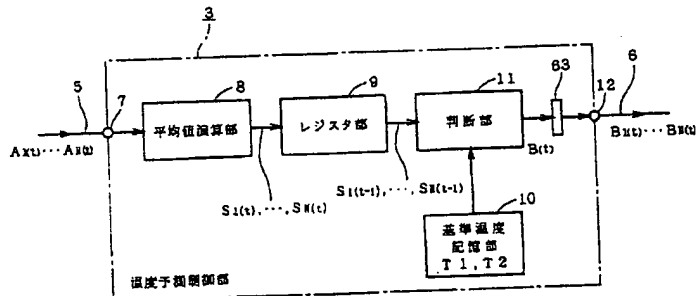 3
5
7
8
9
11
63
12
6
平均値演算部
レジスタ部
判断部
A1(t)…AN(t)
B(t)
B1(t)…BN(t)
S1(t),…,SN(t)
S1(t-1),…,SN(t-1)
10
基準温度
記憶部
T1,T2
温度予測制御部